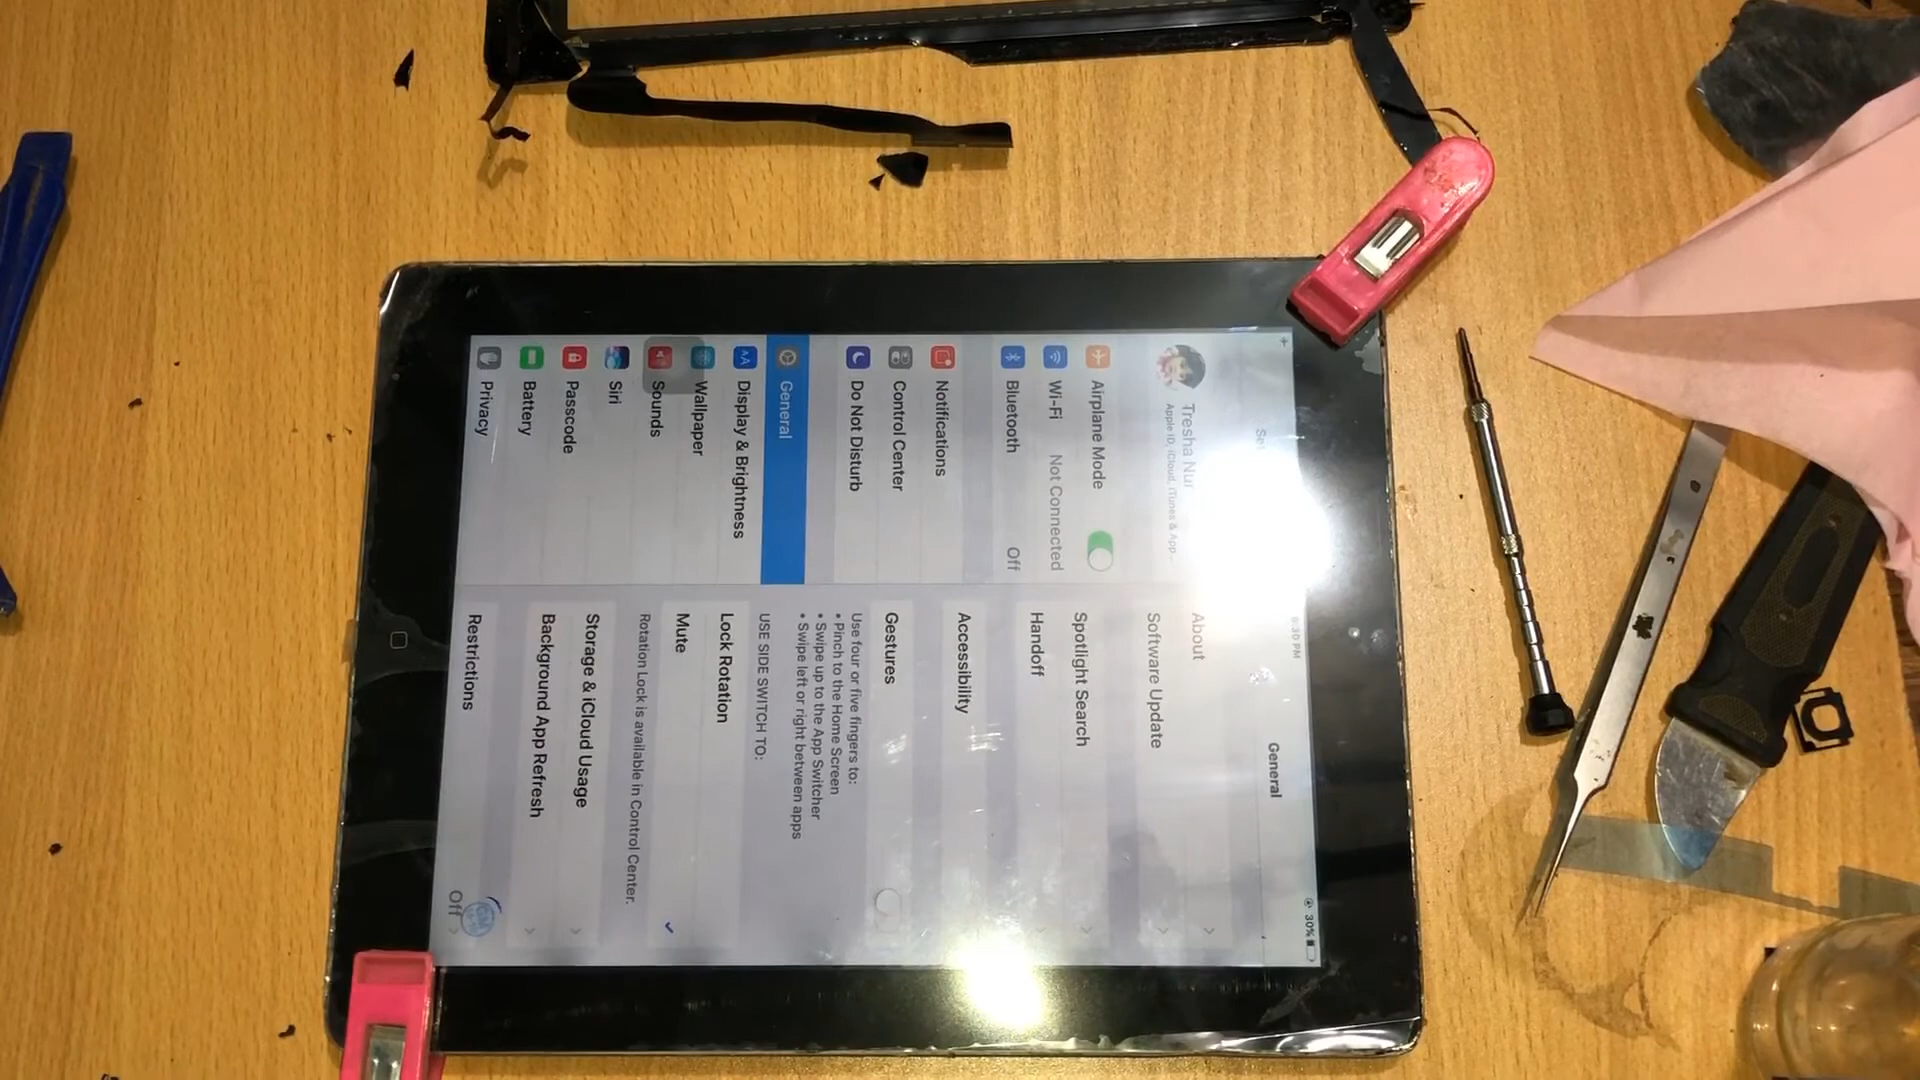 9:30 PM
30%
Tresha Nur
Apple ID, iCloud, iTunes & App ...
Airplane Mode
Wi-Fi Not Connected
Bluetooth Off
Notifications
Control Center
Do Not Disturb
General
Display & Brightness
Wallpaper
Sounds
Siri
Passcode
Battery
Privacy
General
About
Software Update
Spotlight Search
Handoff
Accessibility
Gestures
Use four or five fingers to:
• Pinch to the Home Screen
• Swipe up to the App Switcher
• Swipe left or right between apps
USE SIDE SWITCH TO:
Lock Rotation
Mute
Rotation Lock is available in Control Center.
Storage & iCloud Usage
Background App Refresh
Restrictions Off